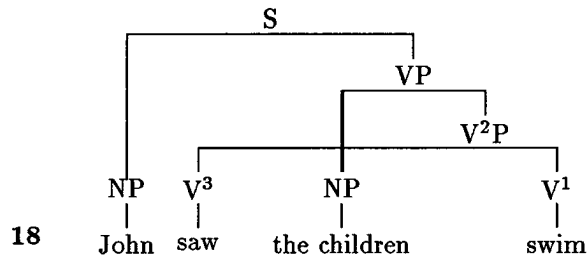 S
VP
V²P
NP V³ NP V¹
18 John saw the children swim